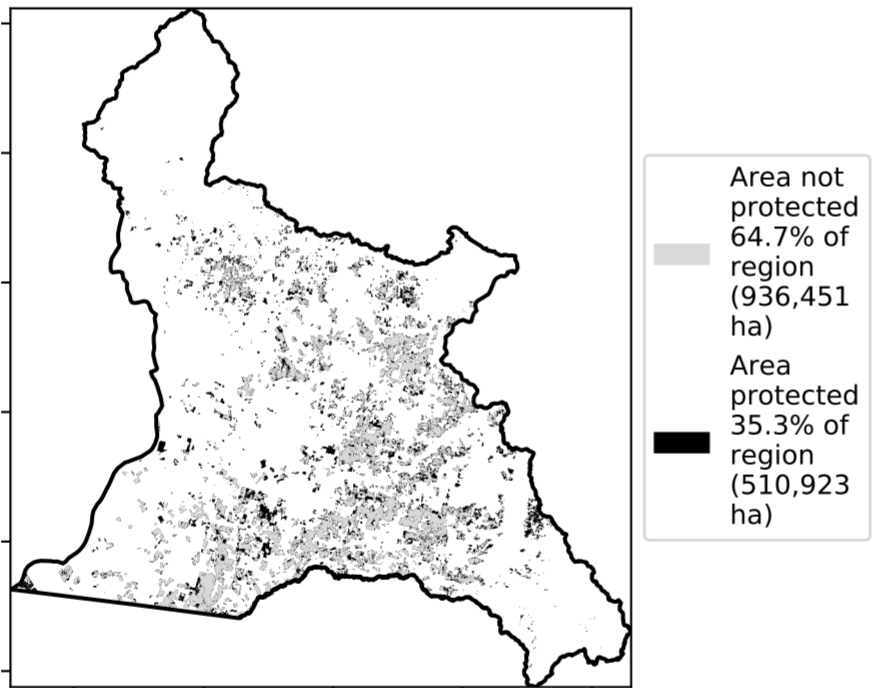 Area not
protected
64.7% of
region
(936,451
ha)
Area
protected
35.3% of
region
(510,923
ha)